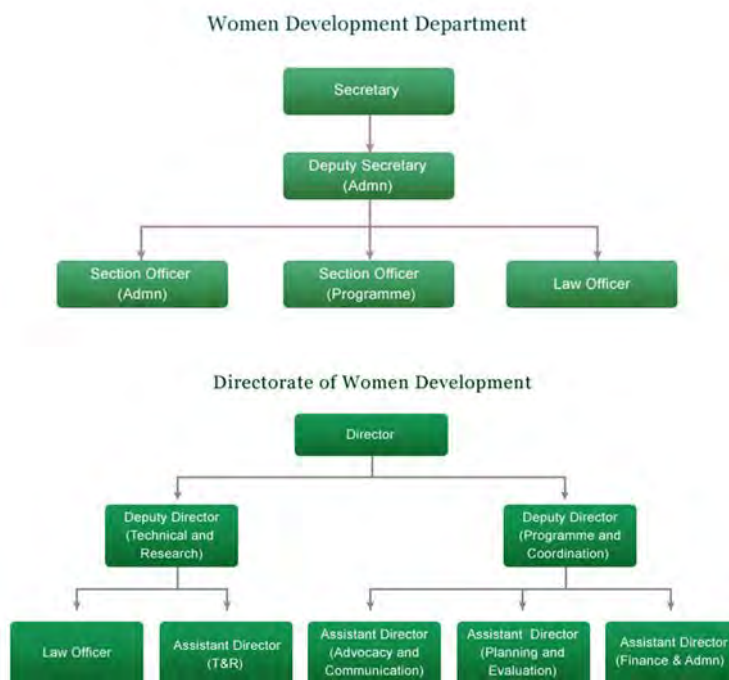 Women Development Department
Secretary
Deputy Secretary
(Admn)
Section Officer
(Admn)
Section Officer
(Programme)
Law Officer
Directorate of Women Development
Director
Deputy Director
(Technical and
Research)
Deputy Director
(Programme and
Coordination)
Law Officer
Assistant Director
(T&R)
Assistant Director
(Advocacy and
Communication)
Assistant Director
(Planning and
Evaluation)
Assistant Director
(Finance & Admn)